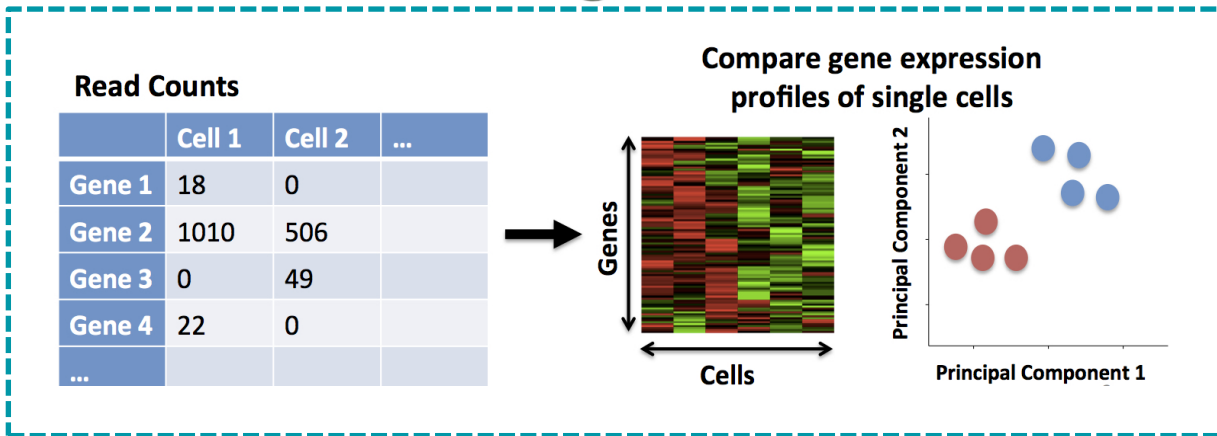 Read Counts
Cell 1 Cell 2 ...
Gene 1 18 0
Gene 2 1010 506
Gene 3 0 49
Gene 4 22 0
...
Compare gene expression
profiles of single cells
Genes
Cells
Principal Component 2
Principal Component 1